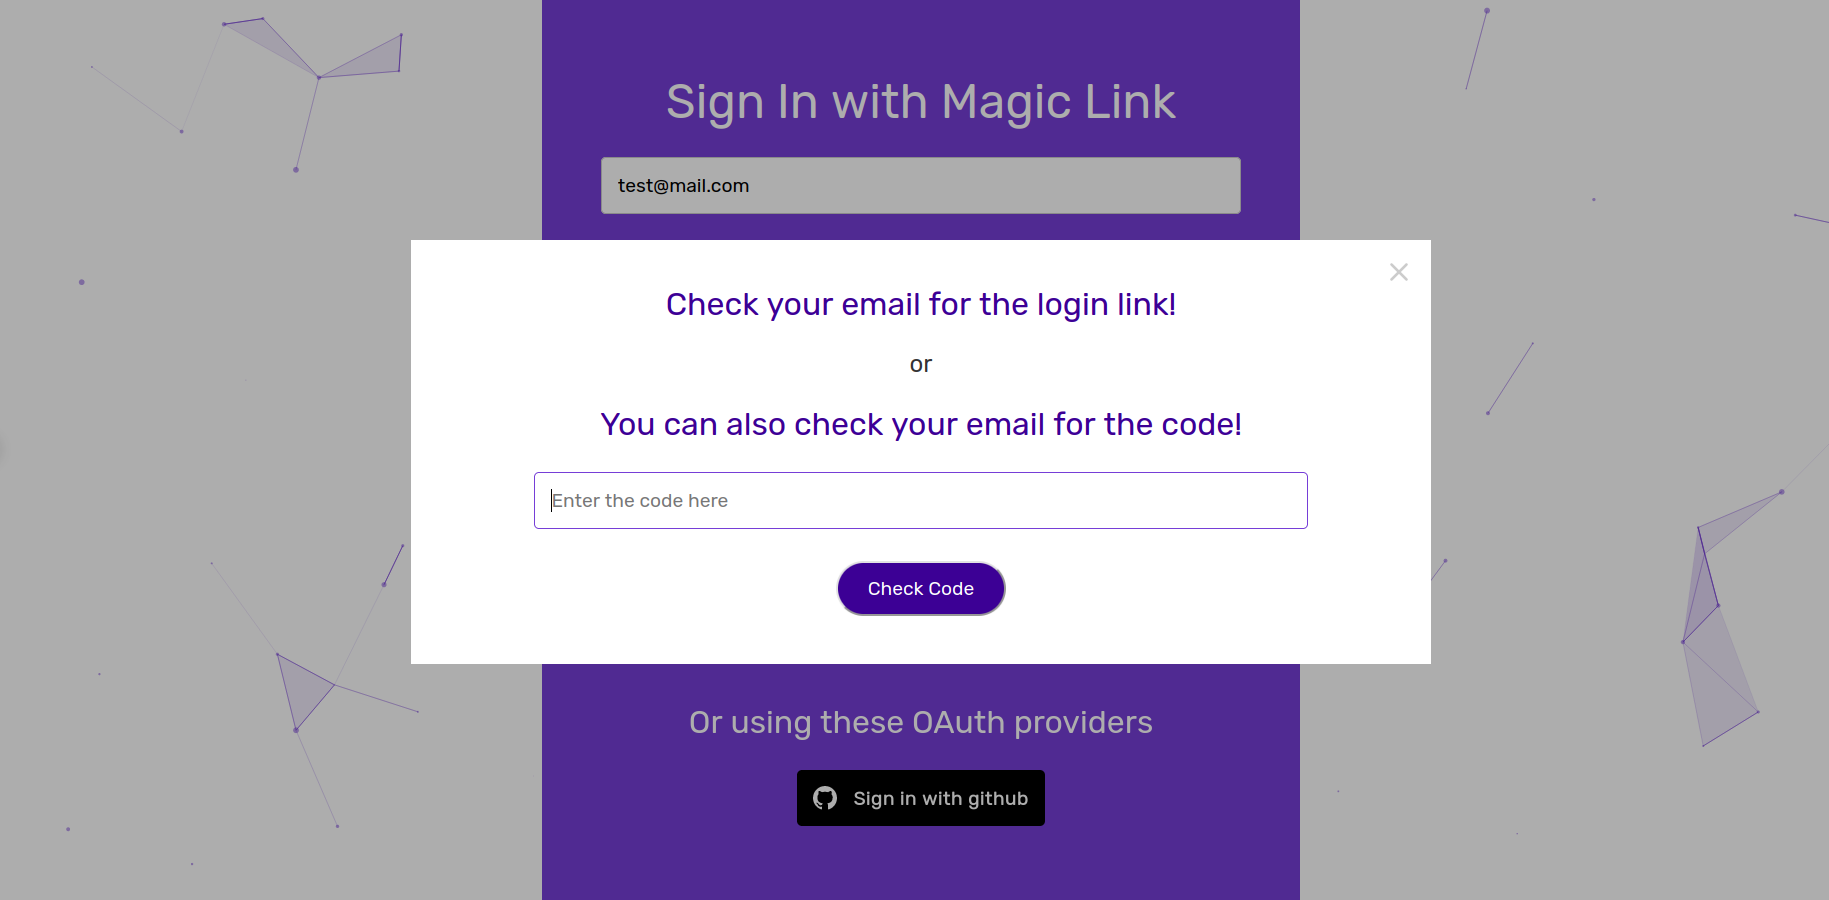 Sign In with Magic Link
test@mail.com
Check your email for the login link!
or
You can also check your email for the code!
Enter the code here
Check Code
Or using these OAuth providers
Sign in with github